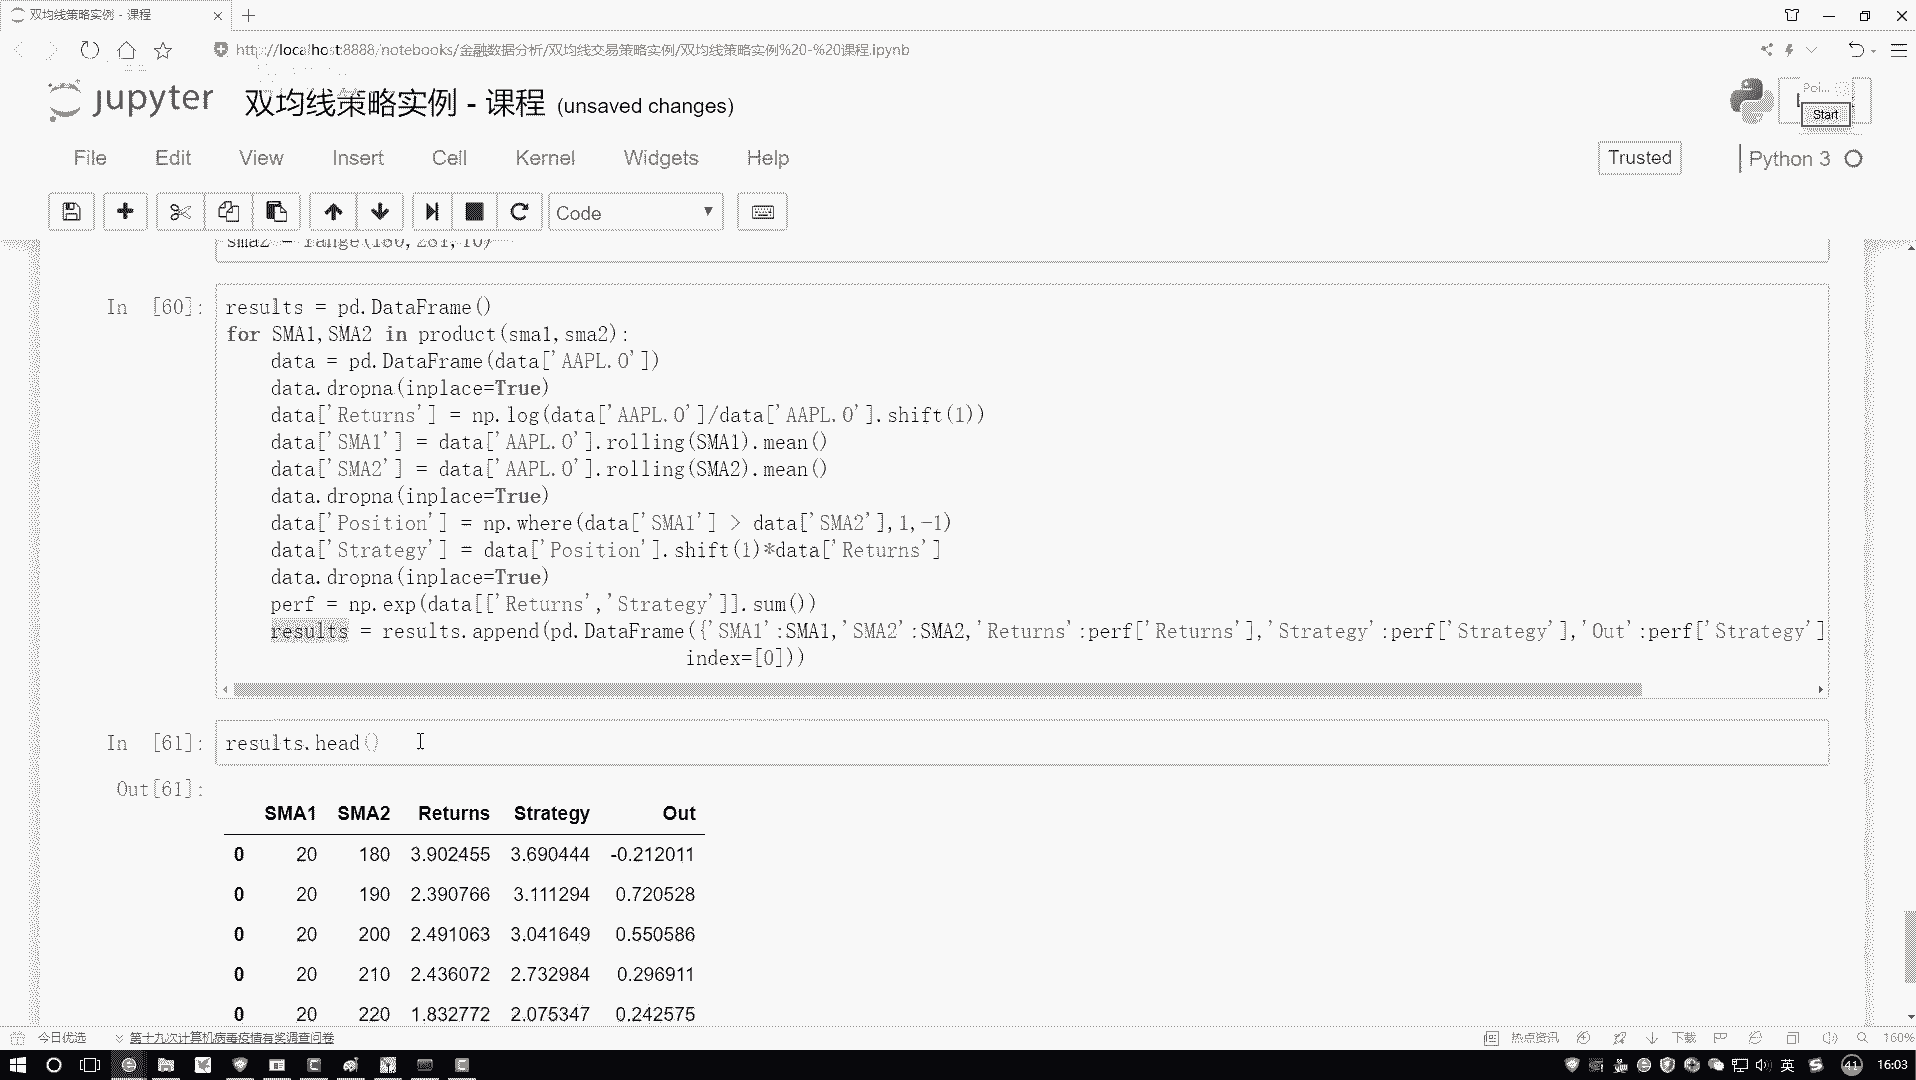 双均线策略实例 - 课程
http://localhost:8888/notebooks/金融数据分析/双均线交易策略实例/双均线策略实例%20-%20课程.ipynb
jupyter 双均线策略实例 - 课程 (unsaved changes)
Poi...
Start
File Edit View Insert Cell Kernel Widgets Help
Trusted
Python 3
Code
sma2 = range(180,281,10)
In [60]:
results = pd.DataFrame()
for SMA1,SMA2 in product(sma1,sma2):
    data = pd.DataFrame(data['AAPL.O'])
    data.dropna(inplace=True)
    data['Returns'] = np.log(data['AAPL.O']/data['AAPL.O'].shift(1))
    data['SMA1'] = data['AAPL.O'].rolling(SMA1).mean()
    data['SMA2'] = data['AAPL.O'].rolling(SMA2).mean()
    data.dropna(inplace=True)
    data['Position'] = np.where(data['SMA1'] > data['SMA2'],1,-1)
    data['Strategy'] = data['Position'].shift(1)*data['Returns']
    data.dropna(inplace=True)
    perf = np.exp(data[['Returns','Strategy']].sum())
    results = results.append(pd.DataFrame({'SMA1':SMA1,'SMA2':SMA2,'Returns':perf['Returns'],'Strategy':perf['Strategy'],'Out':perf['Strategy']
index=[0]))
In [61]: results.head()
Out[61]:
SMA1 SMA2 Returns Strategy Out
0 20 180 3.902455 3.690444 -0.212011
0 20 190 2.390766 3.111294 0.720528
0 20 200 2.491063 3.041649 0.550586
0 20 210 2.436072 2.732984 0.296911
0 20 220 1.832772 2.075347 0.242575
今日优选 第十九次计算机病毒疫情有奖调查问卷 热点资讯 下载 160%
英 41 16:03